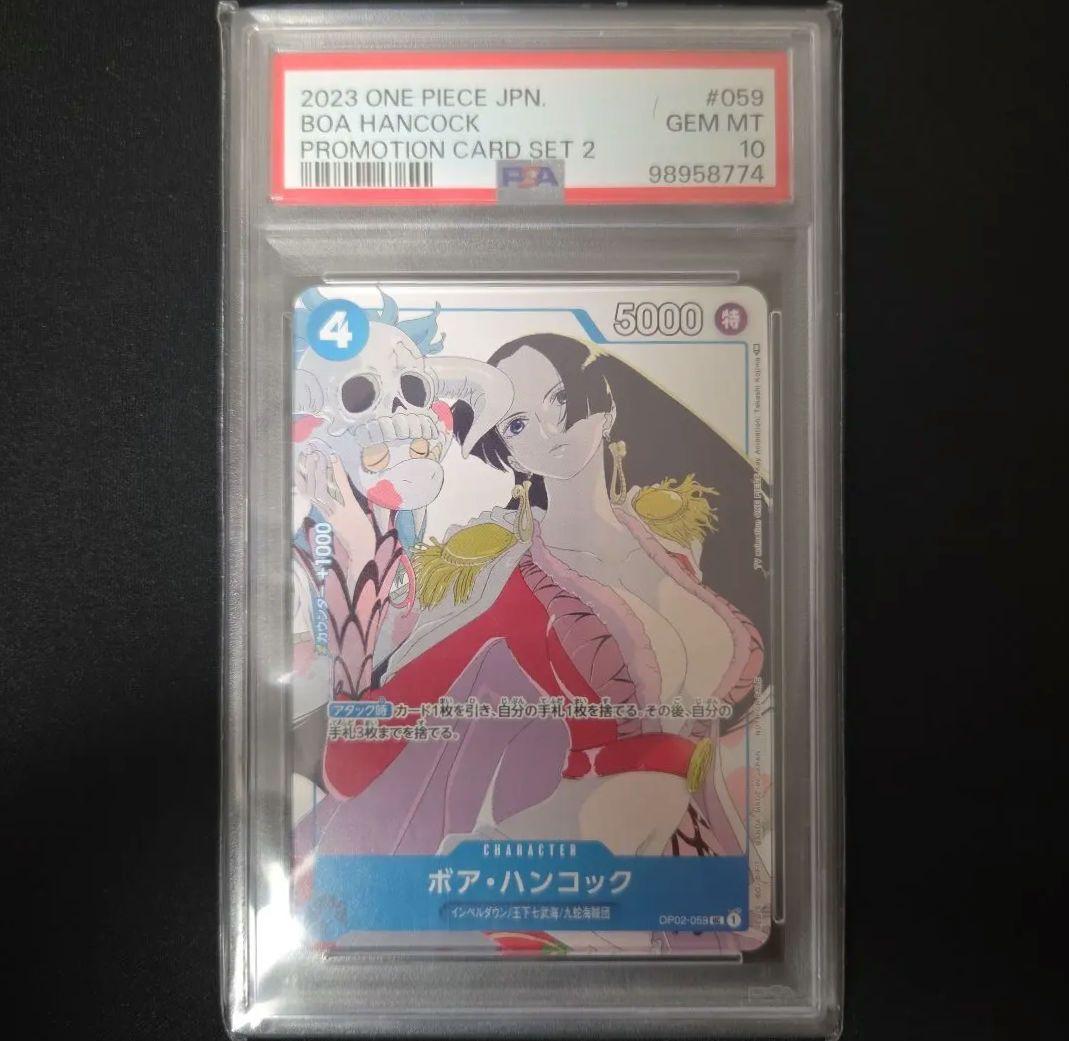 2023 ONE PIECE JPN.
#059
BOA HANCOCK
GEM MT
PROMOTION CARD SET 2
10
PSA
98958774
4
5000
特
カウンター +1000
アタック時 カード1枚を引き、自分の手札1枚を捨てる。その後、自分の
手札3枚までを捨てる。
CHARACTER
ボア・ハンコック
インペルダウン/王下七武海/九蛇海賊団
OP02-059 UC 1